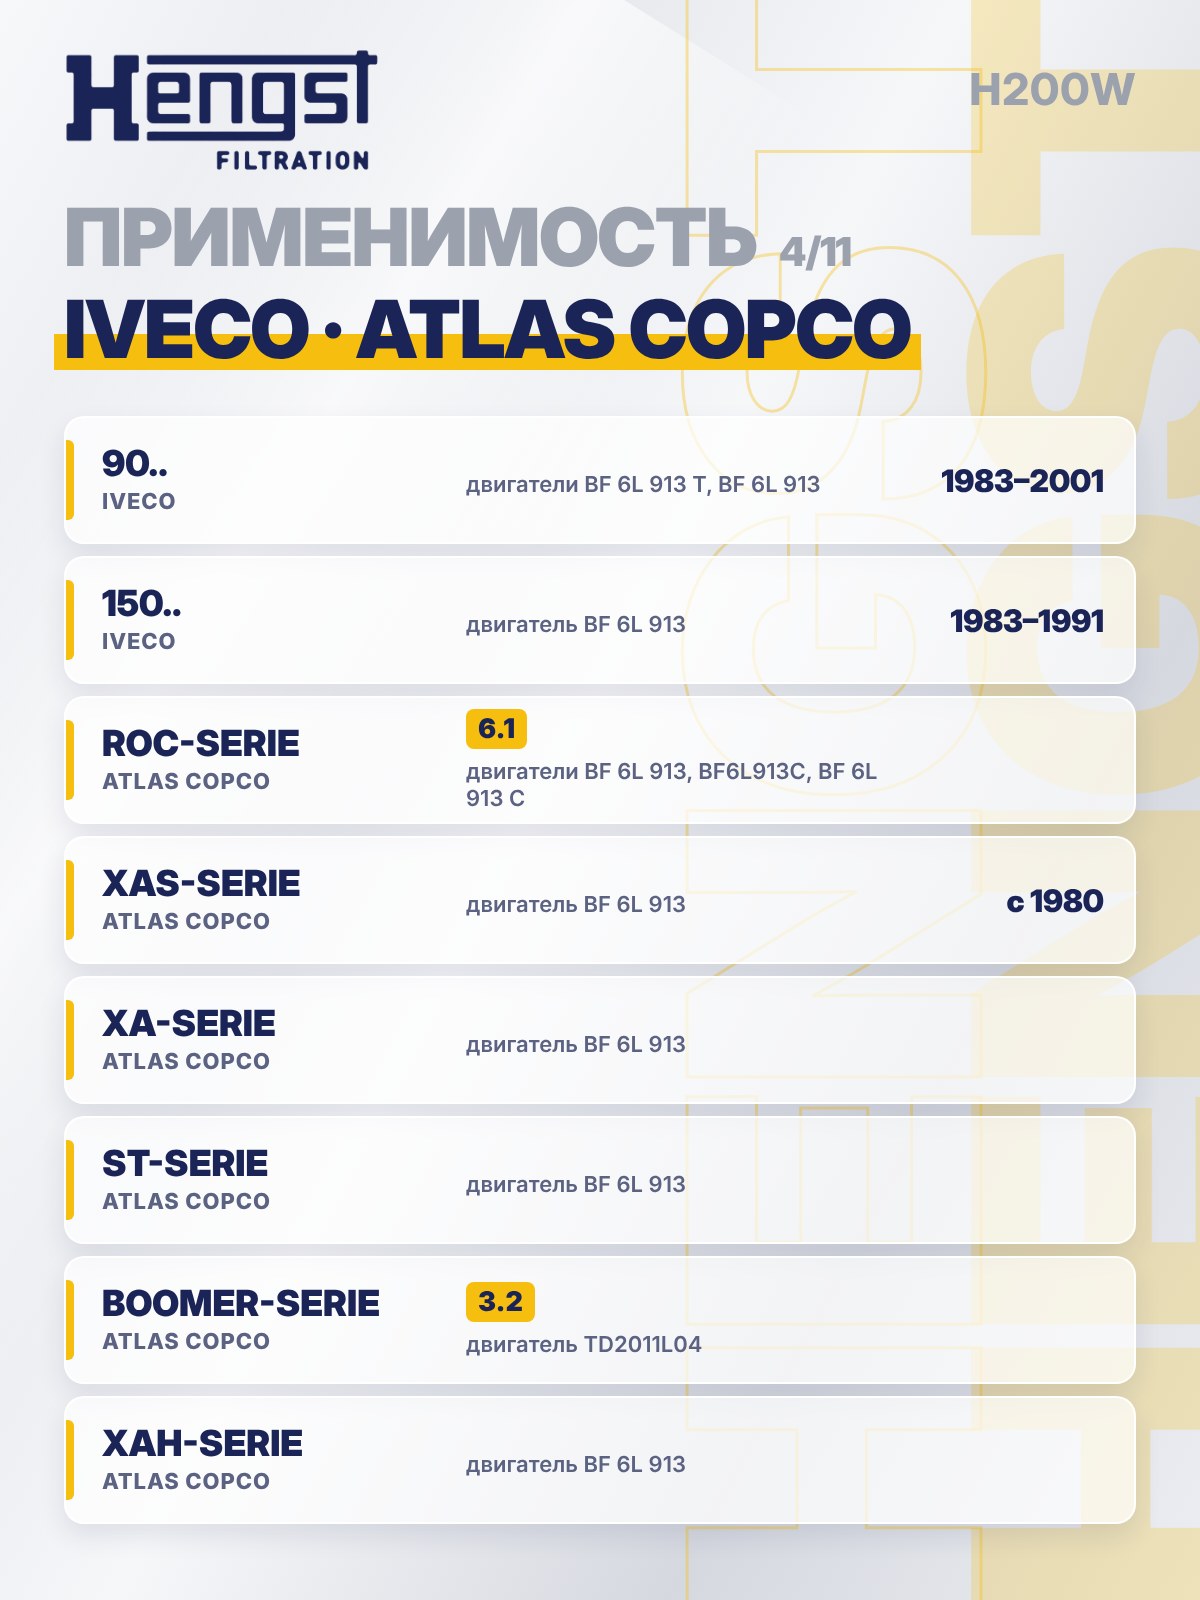 Hengst
FILTRATION
H200W
ПРИМЕНИМОСТЬ 4/11
IVECO · ATLAS COPCO
90..
IVECO
двигатели BF 6L 913 T, BF 6L 913
1983–2001
150..
IVECO
двигатель BF 6L 913
1983–1991
ROC-SERIE
ATLAS COPCO
6.1
двигатели BF 6L 913, BF6L913C, BF 6L
913 C
XAS-SERIE
ATLAS COPCO
двигатель BF 6L 913
с 1980
XA-SERIE
ATLAS COPCO
двигатель BF 6L 913
ST-SERIE
ATLAS COPCO
двигатель BF 6L 913
BOOMER-SERIE
ATLAS COPCO
3.2
двигатель TD2011L04
XAH-SERIE
ATLAS COPCO
двигатель BF 6L 913
HENGST
HENGST